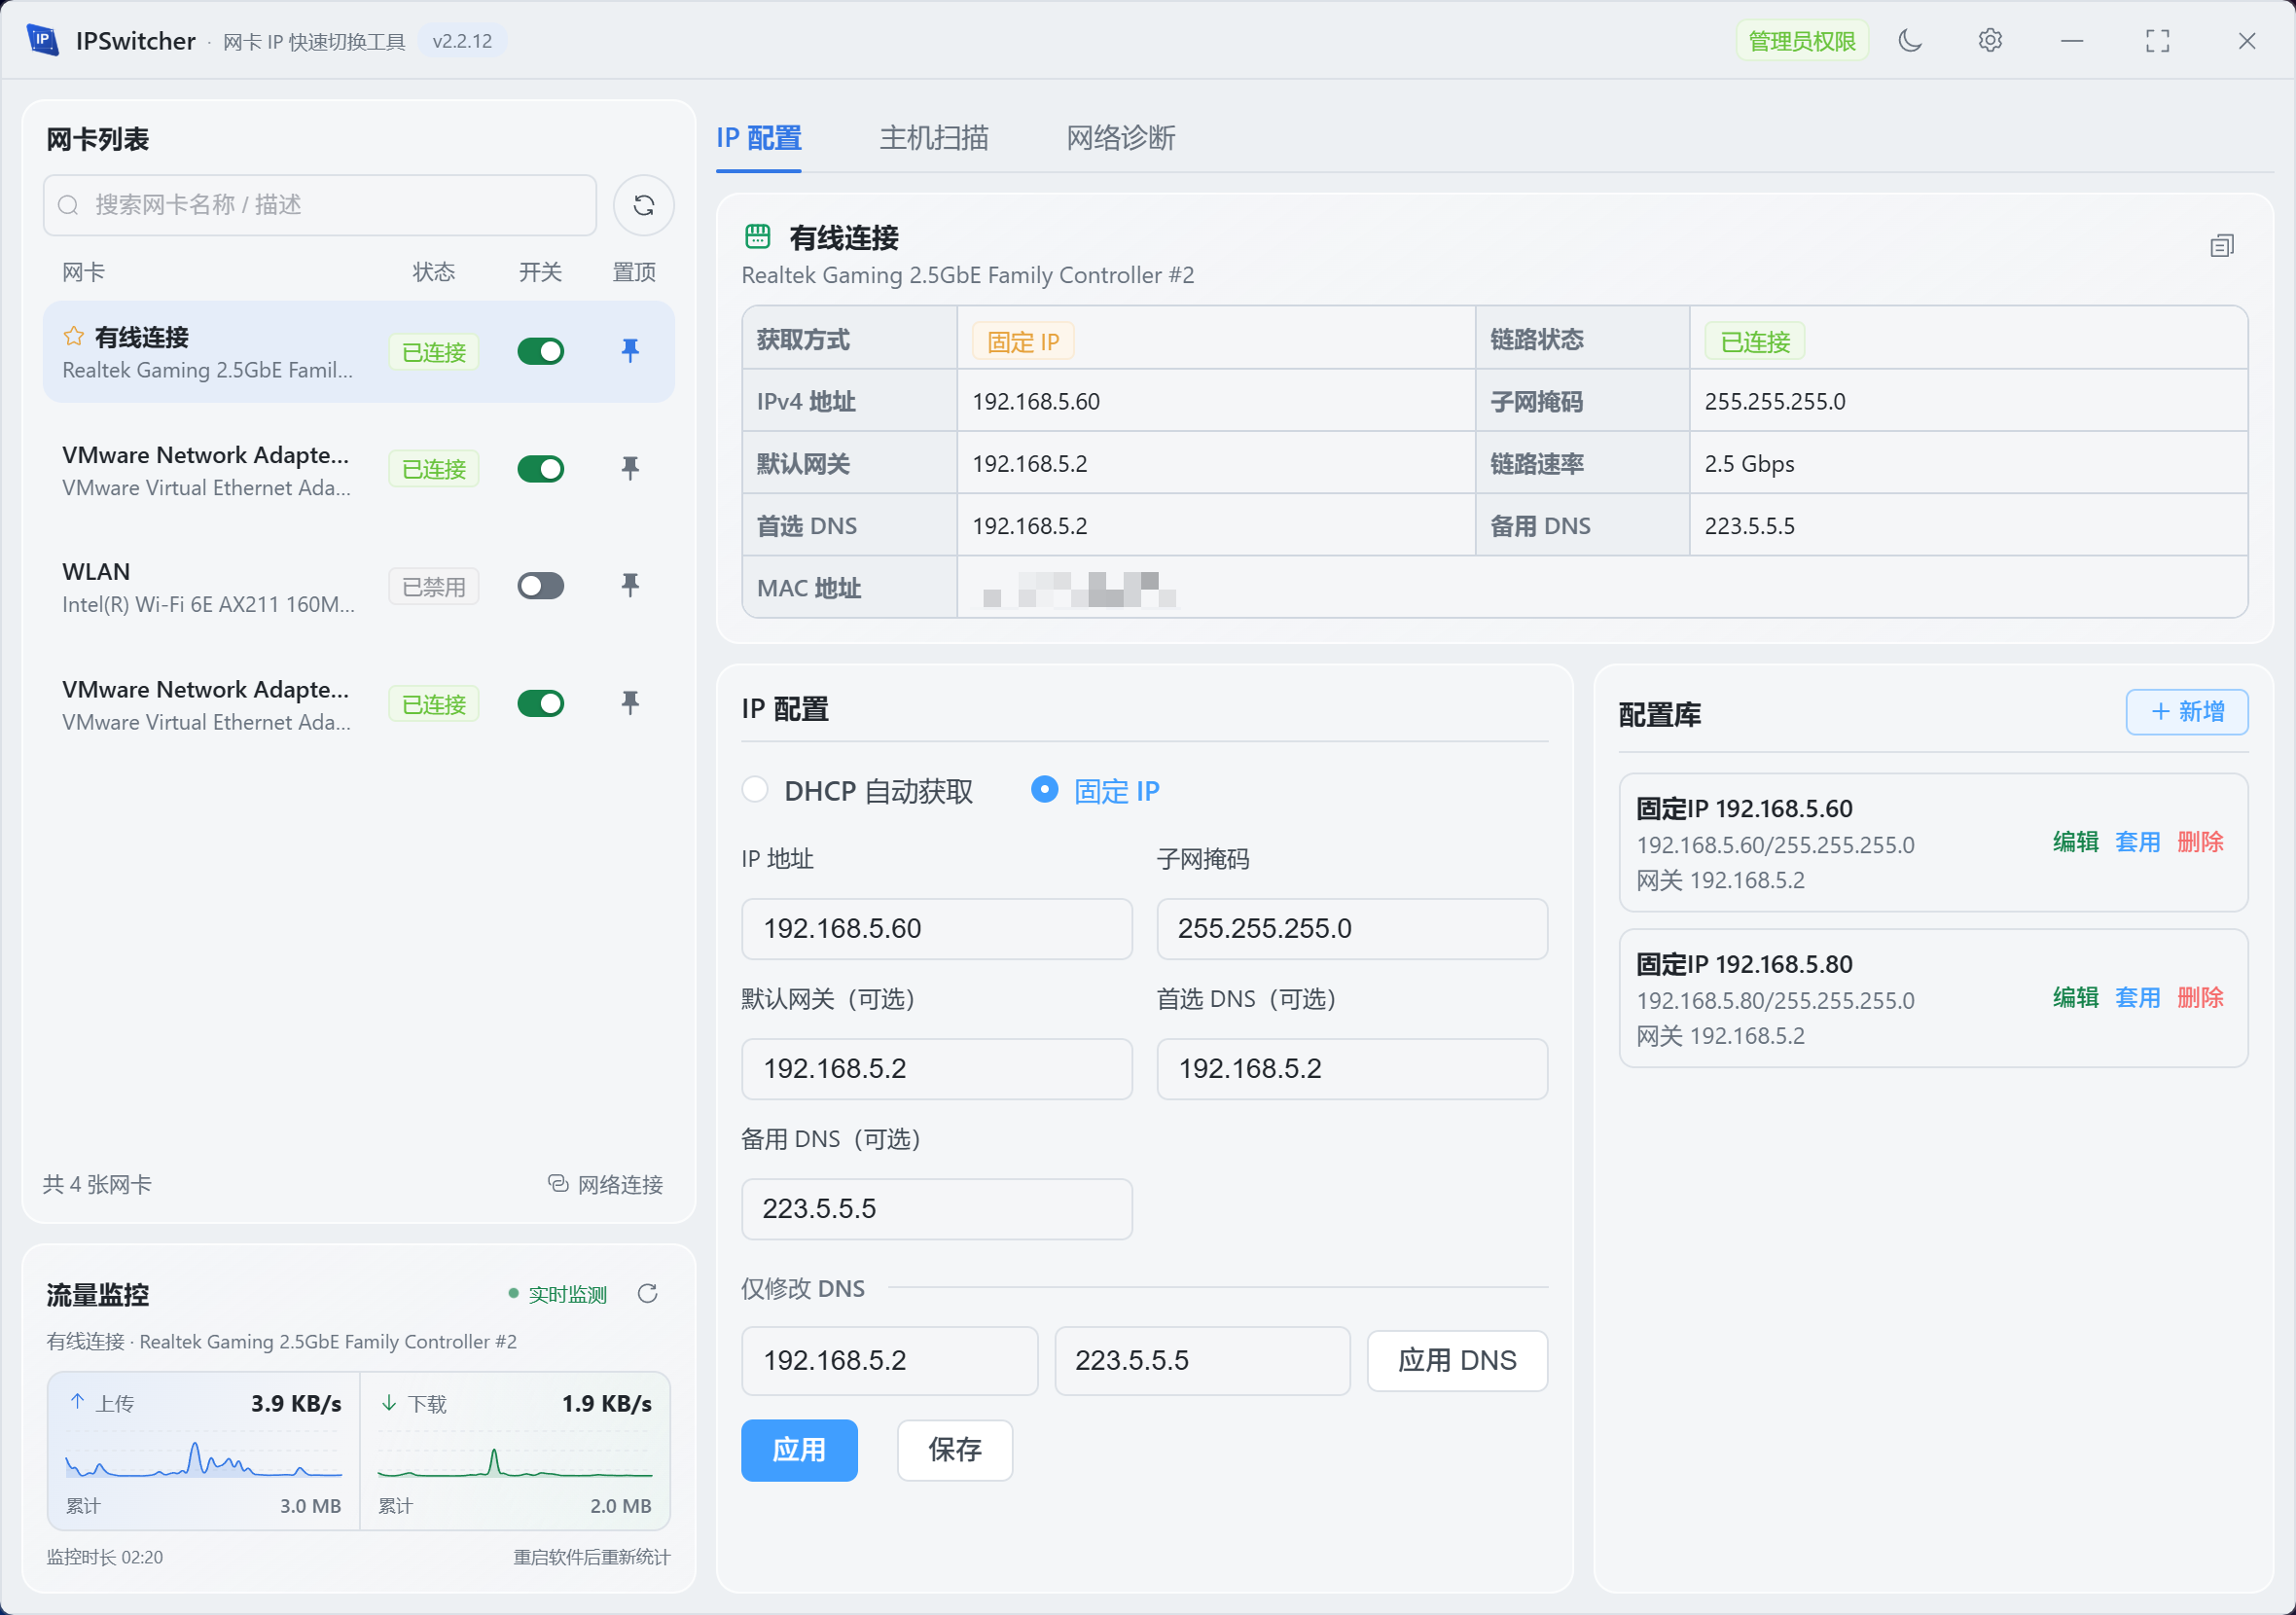 IP
IPSwitcher · 网卡 IP 快速切换工具 v2.2.12
管理员权限
网卡列表
搜索网卡名称 / 描述
网卡 状态 开关 置顶
有线连接
Realtek Gaming 2.5GbE Famil...
已连接
VMware Network Adapte...
VMware Virtual Ethernet Ada...
已连接
WLAN
Intel(R) Wi-Fi 6E AX211 160M...
已禁用
VMware Network Adapte...
VMware Virtual Ethernet Ada...
已连接
共 4 张网卡
网络连接
流量监控
实时监测
有线连接 · Realtek Gaming 2.5GbE Family Controller #2
上传 3.9 KB/s
累计 3.0 MB
下载 1.9 KB/s
累计 2.0 MB
监控时长 02:20
重启软件后重新统计
IP 配置 主机扫描 网络诊断
有线连接
Realtek Gaming 2.5GbE Family Controller #2
获取方式 固定 IP 链路状态 已连接
IPv4 地址 192.168.5.60 子网掩码 255.255.255.0
默认网关 192.168.5.2 链路速率 2.5 Gbps
首选 DNS 192.168.5.2 备用 DNS 223.5.5.5
MAC 地址
IP 配置
DHCP 自动获取 固定 IP
IP 地址 子网掩码
192.168.5.60 255.255.255.0
默认网关（可选） 首选 DNS（可选）
192.168.5.2 192.168.5.2
备用 DNS（可选）
223.5.5.5
仅修改 DNS
192.168.5.2 223.5.5.5 应用 DNS
应用 保存
配置库
+ 新增
固定IP 192.168.5.60
192.168.5.60/255.255.255.0
网关 192.168.5.2
编辑 套用 删除
固定IP 192.168.5.80
192.168.5.80/255.255.255.0
网关 192.168.5.2
编辑 套用 删除